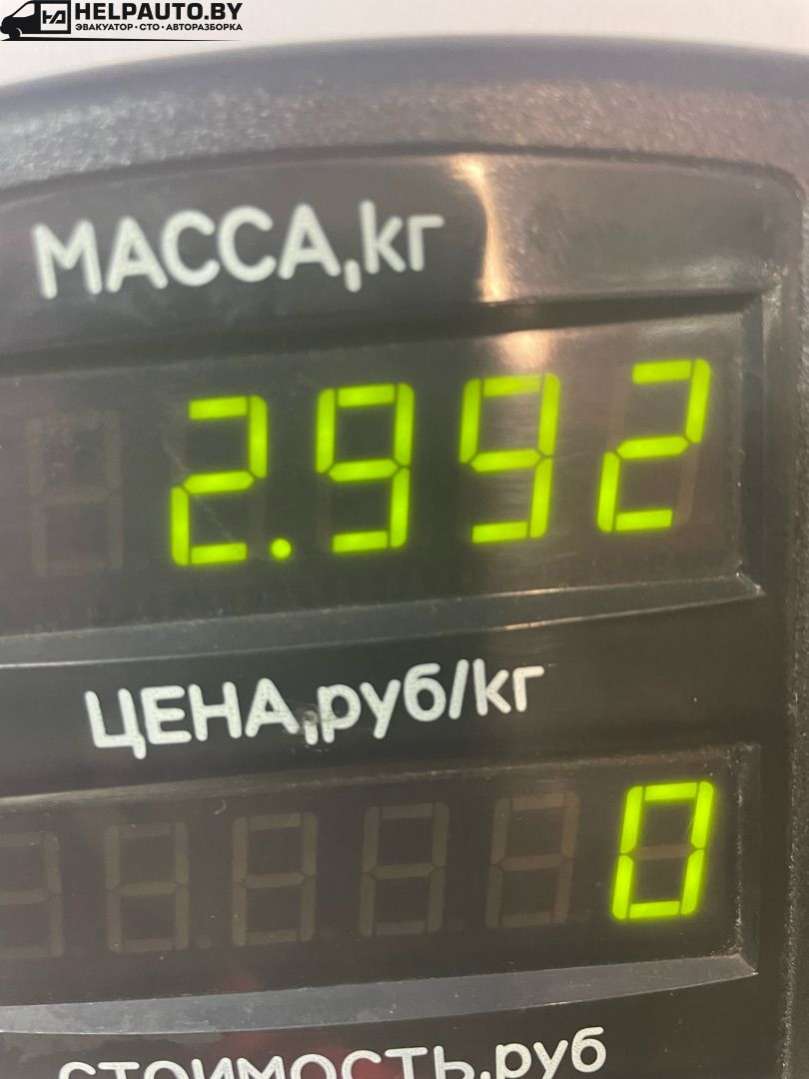 HELPAUTO.BY
ЭВАКУАТОР • СТО • АВТОРАЗБОРКА
МАССА,кг
2.992
ЦЕНА,руб/кг
0
СТОИМОСТЬ,руб